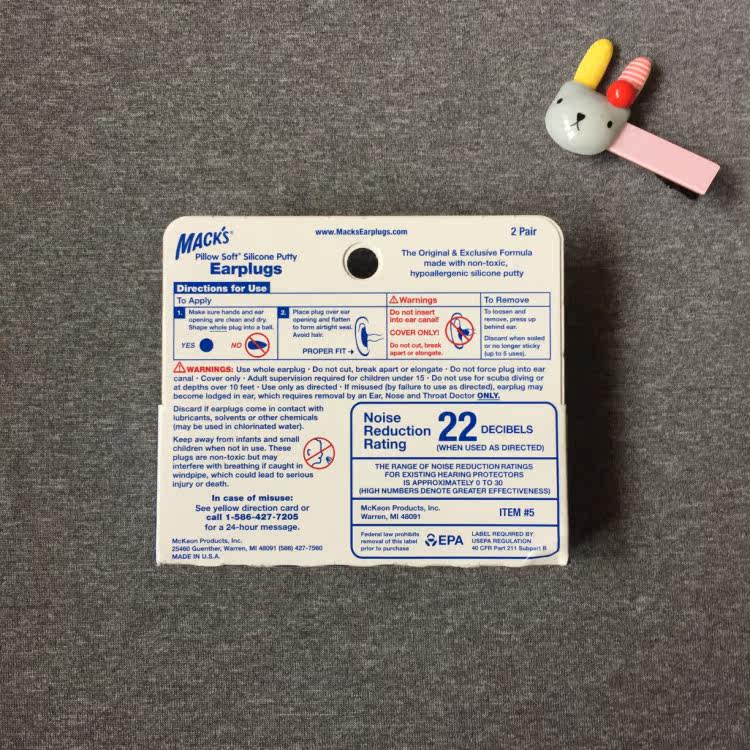 MACK'S®
www.MacksEarplugs.com
2 Pair
Pillow Soft® Silicone Putty
Earplugs
The Original & Exclusive Formula
made with non-toxic,
hypoallergenic silicone putty
Directions for Use
To Apply
1. Make sure hands and ear
opening are clean and dry.
Shape whole plug into a ball.
YES NO
2. Place plug over ear
opening and flatten
to form airtight seal.
Avoid hair.
PROPER FIT
Warnings
Do not insert
into ear canal!
COVER ONLY!
Do not cut, break
apart or elongate.
To Remove
To loosen and
remove, press up
behind ear.
Discard when soiled
or no longer sticky
(up to 5 uses).
WARNINGS: Use whole earplug • Do not cut, break apart or elongate • Do not force plug into ear
canal • Cover only • Adult supervision required for children under 15 • Do not use for scuba diving or
at depths over 10 feet • Use only as directed • If misused (by failure to use as directed), earplug may
become lodged in ear, which requires removal by an Ear, Nose and Throat Doctor ONLY.
Discard if earplugs come in contact with
lubricants, solvents or other chemicals
(may be used in chlorinated water).
Keep away from infants and small
children when not in use. These
plugs are non-toxic but may
interfere with breathing if caught in
windpipe, which could lead to serious
injury or death.
In case of misuse:
See yellow direction card or
call 1-586-427-7205
for a 24-hour message.
McKeon Products, Inc.
25460 Guenther, Warren, MI 48091 (586) 427-7560
MADE IN U.S.A.
Noise
Reduction
Rating
22 DECIBELS
(WHEN USED AS DIRECTED)
THE RANGE OF NOISE REDUCTION RATINGS
FOR EXISTING HEARING PROTECTORS
IS APPROXIMATELY 0 TO 30
(HIGH NUMBERS DENOTE GREATER EFFECTIVENESS)
McKeon Products, Inc.
Warren, MI 48091
ITEM #5
Federal law prohibits
removal of this label
prior to purchase
EPA
LABEL REQUIRED BY
USEPA REGULATION
40 CFR Part 211 Subpart B